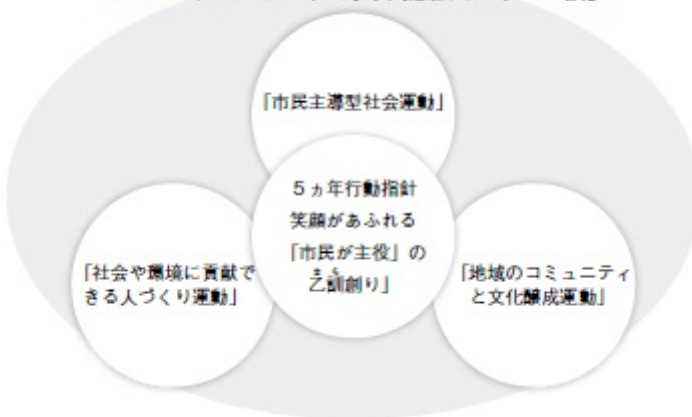 「市民主導型社会運動」
5ヵ年行動指針
笑顔があふれる
「市民が主役」の
乙訓創り」
「社会や環境に貢献で
きる人づくり運動」
「地域のコミュニティ
と文化醸成運動」